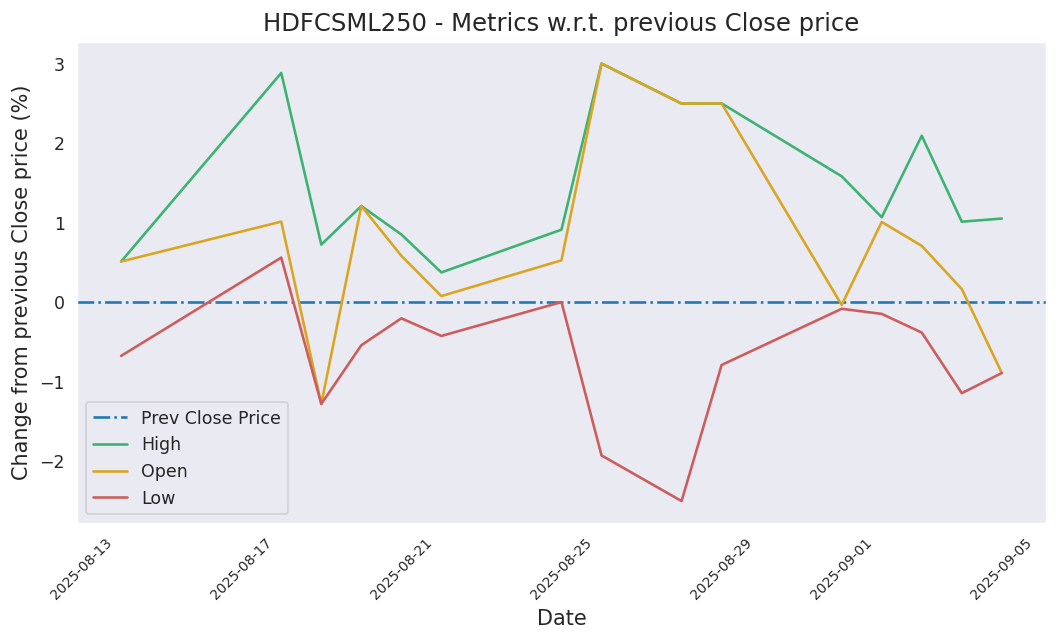 HDFCSML250 - Metrics w.r.t. previous Close price
Change from previous Close price (%)
3
2
1
0
−1
−2
Prev Close Price
High
Open
Low
2025-08-13
2025-08-17
2025-08-21
2025-08-25
2025-08-29
2025-09-01
2025-09-05
Date